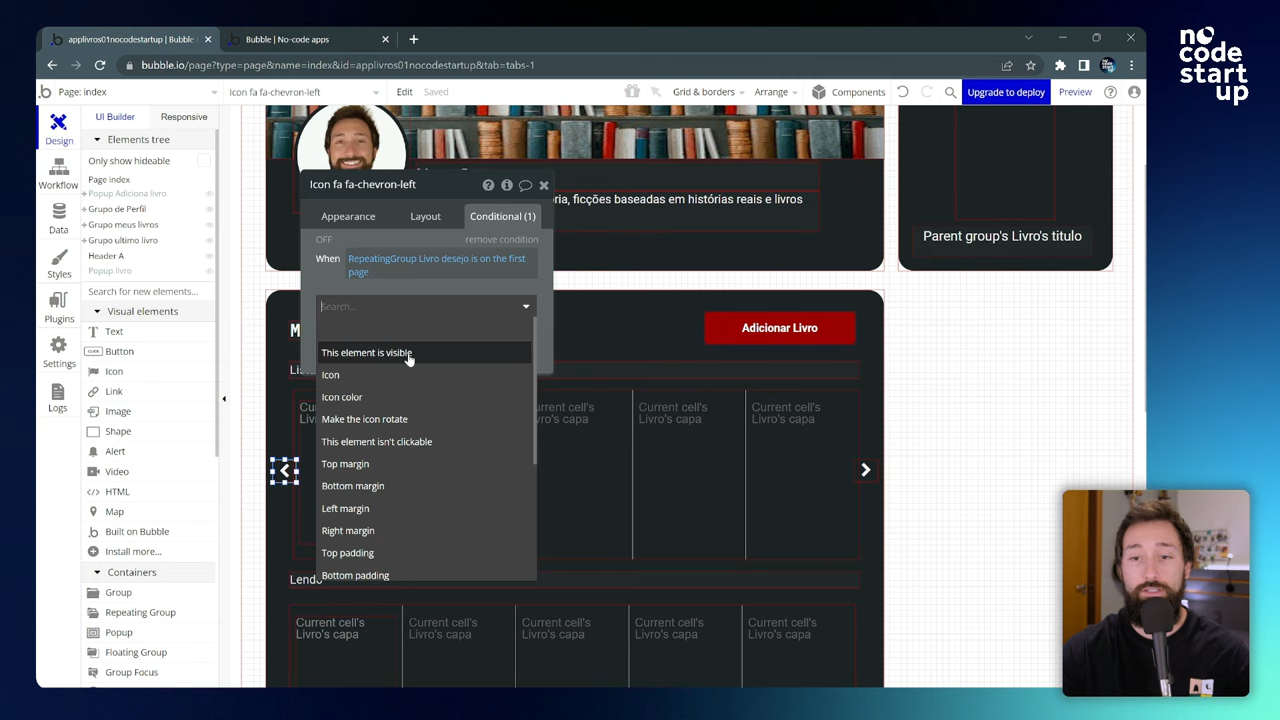 no
code
start
up
applivros01nocodestartup | Bubble
Bubble | No-code apps
bubble.io/page?type=page&name=index&id=applivros01nocodestartup&tab=tabs-1
Page: index
Icon fa fa-chevron-left
Edit
Saved
Grid & borders
Arrange
Components
Upgrade to deploy
Preview
Design
Workflow
Data
Styles
Plugins
Settings
Logs
UI Builder
Responsive
Elements tree
Only show hideable
Page index
Popup Adiciona livro
Grupo de Perfil
Grupo meus livros
Grupo ultimo livro
Header A
Popup livro
Search for new elements...
Visual elements
Text
CLICK
Button
Icon
Link
Image
Shape
Alert
Video
HTML
Map
Built on Bubble
Install more...
Containers
Group
Repeating Group
Popup
Floating Group
Group Focus
Icon fa fa-chevron-left
Appearance
Layout
Conditional (1)
OFF
remove condition
When
RepeatingGroup Livro desejo is on the first
page
Search...
This element is visible
Icon
Icon color
Make the icon rotate
This element isn't clickable
Top margin
Bottom margin
Left margin
Right margin
Top padding
Bottom padding
ria, ficções baseadas em histórias reais e livros
Parent group's Livro's titulo
M
Adicionar Livro
Lis
Curren
Livro's
rrent cell's
ro's capa
Current cell's
Livro's capa
Current cell's
Livro's capa
Lendo
Current cell's
Livro's capa
Current cell's
Livro's capa
Current cell's
Livro's capa
Current cell's
Livro's capa
Current cell's
Livro's capa